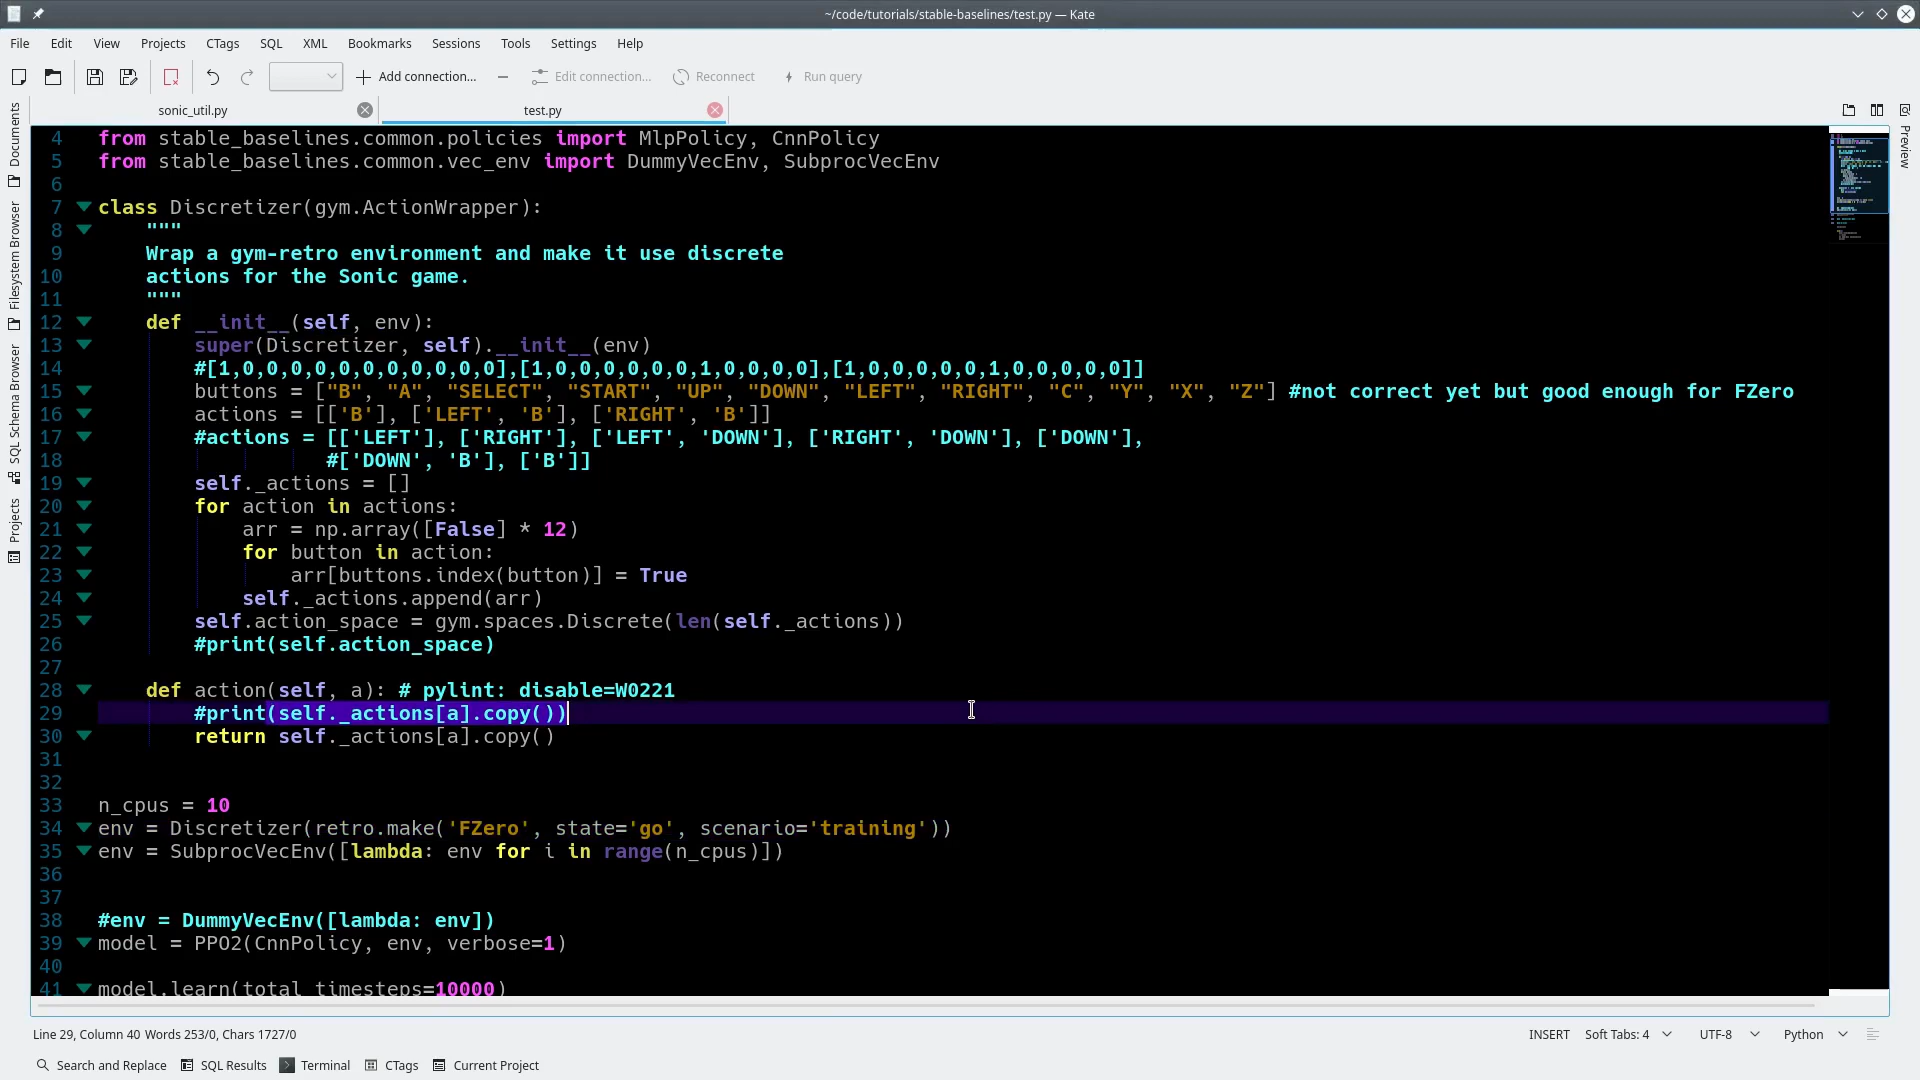 ~/code/tutorials/stable-baselines/test.py — Kate
File Edit View Projects CTags SQL XML Bookmarks Sessions Tools Settings Help
Add connection... Edit connection... Reconnect Run query
sonic_util.py test.py
Documents
Filesystem Browser
SQL Schema Browser
Projects
Preview
4 from stable_baselines.common.policies import MlpPolicy, CnnPolicy
5 from stable_baselines.common.vec_env import DummyVecEnv, SubprocVecEnv
6
7 class Discretizer(gym.ActionWrapper):
8     """
9     Wrap a gym-retro environment and make it use discrete
10     actions for the Sonic game.
11     """
12     def __init__(self, env):
13         super(Discretizer, self).__init__(env)
14         #[1,0,0,0,0,0,0,0,0,0,0,0],[1,0,0,0,0,0,0,1,0,0,0,0],[1,0,0,0,0,0,1,0,0,0,0,0]]
15         buttons = ["B", "A", "SELECT", "START", "UP", "DOWN", "LEFT", "RIGHT", "C", "Y", "X", "Z"] #not correct yet but good enough for FZero
16         actions = [['B'], ['LEFT', 'B'], ['RIGHT', 'B']]
17         #actions = [['LEFT'], ['RIGHT'], ['LEFT', 'DOWN'], ['RIGHT', 'DOWN'], ['DOWN'],
18                    #['DOWN', 'B'], ['B']]
19         self._actions = []
20         for action in actions:
21             arr = np.array([False] * 12)
22             for button in action:
23                 arr[buttons.index(button)] = True
24             self._actions.append(arr)
25         self.action_space = gym.spaces.Discrete(len(self._actions))
26         #print(self.action_space)
27
28     def action(self, a): # pylint: disable=W0221
29         #print(self._actions[a].copy())
30         return self._actions[a].copy()
31
32
33 n_cpus = 10
34 env = Discretizer(retro.make('FZero', state='go', scenario='training'))
35 env = SubprocVecEnv([lambda: env for i in range(n_cpus)])
36
37
38 #env = DummyVecEnv([lambda: env])
39 model = PPO2(CnnPolicy, env, verbose=1)
40
41 model.learn(total_timesteps=10000)
Line 29, Column 40 Words 253/0, Chars 1727/0 INSERT Soft Tabs: 4 UTF-8 Python
Search and Replace SQL Results Terminal CTags Current Project